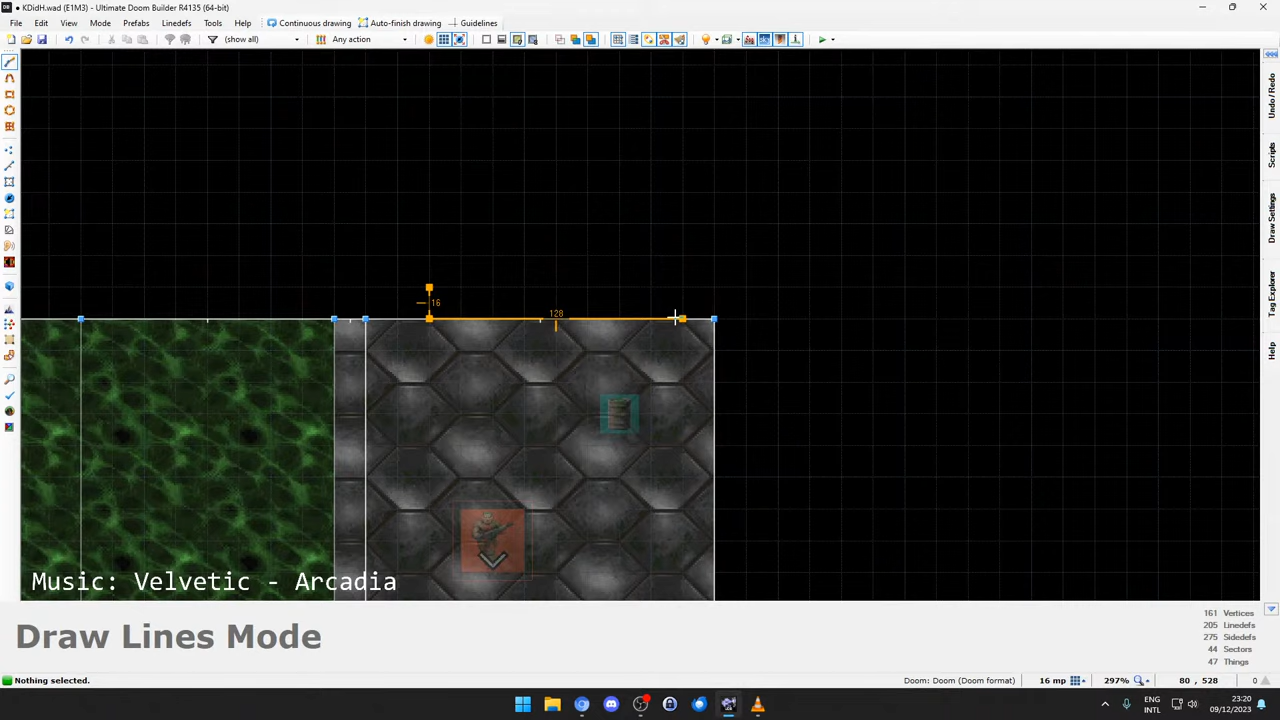 KDidH.wad (E1M3) - Ultimate Doom Builder R4135 (64-bit)
File Edit View Mode Prefabs Linedefs Tools Help Continuous drawing Auto-finish drawing Guidelines
(show all) Any action
Undo / Redo
Scripts
Draw Settings
Tag Explorer
Help
16
128
Music: Velvetic - Arcadia
Draw Lines Mode
161 Vertices
205 Linedefs
275 Sidedefs
44 Sectors
47 Things
Nothing selected. Doom: Doom (Doom format) 16 mp 297% 80 , 528 0
ENG
INTL
23:20
09/12/2023